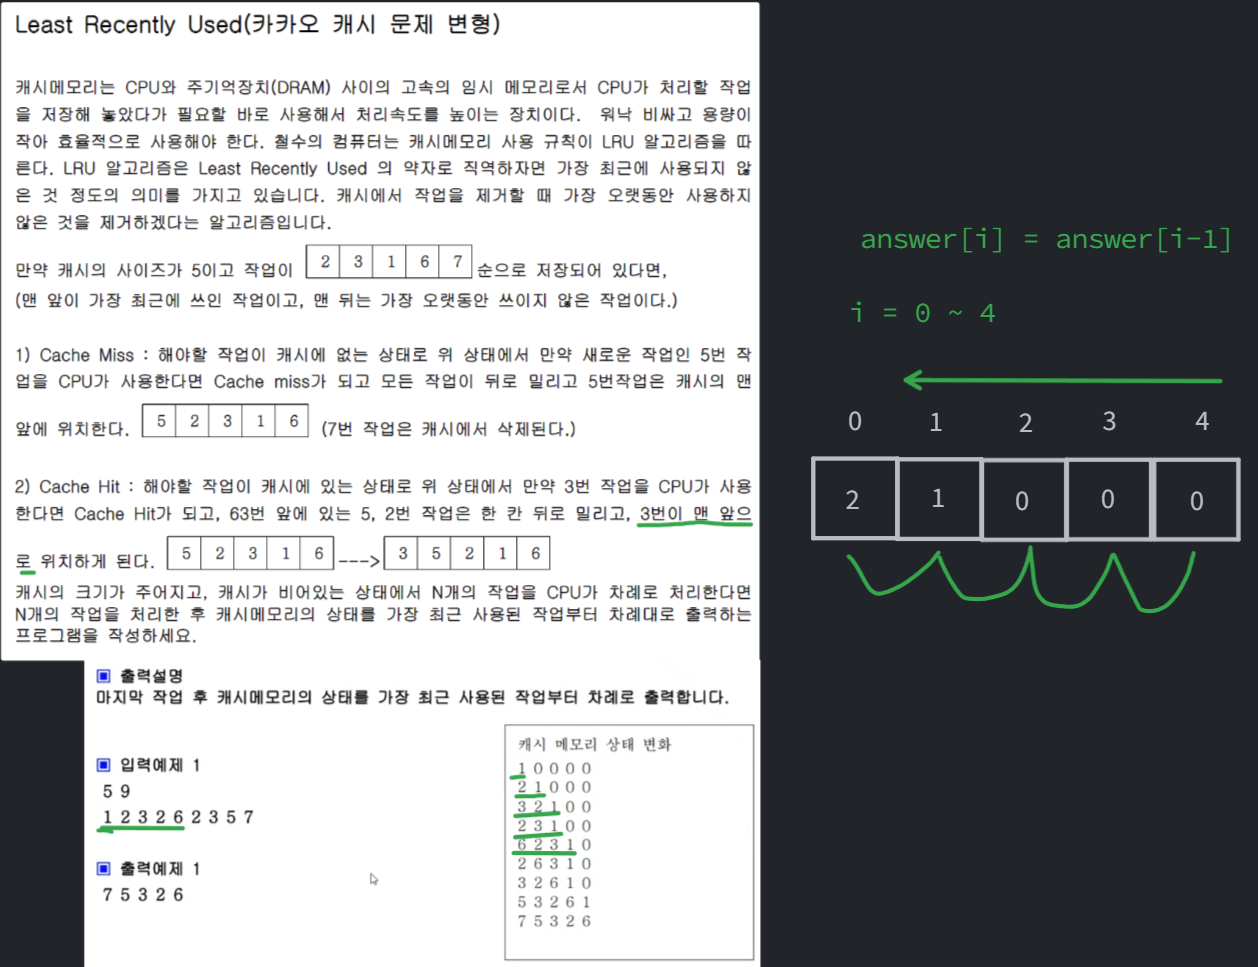 Least Recently Used(카카오 캐시 문제 변형)
캐시메모리는 CPU와 주기억장치(DRAM) 사이의 고속의 임시 메모리로서 CPU가 처리할 작업
을 저장해 놓았다가 필요할 바로 사용해서 처리속도를 높이는 장치이다. 워낙 비싸고 용량이
작아 효율적으로 사용해야 한다. 철수의 컴퓨터는 캐시메모리 사용 규칙이 LRU 알고리즘을 따
른다. LRU 알고리즘은 Least Recently Used 의 약자로 직역하자면 가장 최근에 사용되지 않
은 것 정도의 의미를 가지고 있습니다. 캐시에서 작업을 제거할 때 가장 오랫동안 사용하지
않은 것을 제거하겠다는 알고리즘입니다.
만약 캐시의 사이즈가 5이고 작업이 2 3 1 6 7 순으로 저장되어 있다면,
(맨 앞이 가장 최근에 쓰인 작업이고, 맨 뒤는 가장 오랫동안 쓰이지 않은 작업이다.)
1) Cache Miss : 해야할 작업이 캐시에 없는 상태로 위 상태에서 만약 새로운 작업인 5번 작
업을 CPU가 사용한다면 Cache miss가 되고 모든 작업이 뒤로 밀리고 5번작업은 캐시의 맨
앞에 위치한다. 5 2 3 1 6 (7번 작업은 캐시에서 삭제된다.)
2) Cache Hit : 해야할 작업이 캐시에 있는 상태로 위 상태에서 만약 3번 작업을 CPU가 사용
한다면 Cache Hit가 되고, 63번 앞에 있는 5, 2번 작업은 한 칸 뒤로 밀리고, 3번이 맨 앞으
로 위치하게 된다. 5 2 3 1 6 ---> 3 5 2 1 6
캐시의 크기가 주어지고, 캐시가 비어있는 상태에서 N개의 작업을 CPU가 차례로 처리한다면
N개의 작업을 처리한 후 캐시메모리의 상태를 가장 최근 사용된 작업부터 차례대로 출력하는
프로그램을 작성하세요.
출력설명
마지막 작업 후 캐시메모리의 상태를 가장 최근 사용된 작업부터 차례로 출력합니다.
입력예제 1
5 9
1 2 3 2 6 2 3 5 7
출력예제 1
7 5 3 2 6
캐시 메모리 상태 변화
1 0 0 0 0
2 1 0 0 0
3 2 1 0 0
2 3 1 0 0
6 2 3 1 0
2 6 3 1 0
3 2 6 1 0
5 3 2 6 1
7 5 3 2 6
answer[i] = answer[i-1]
i = 0 ~ 4
0 1 2 3 4
2 1 0 0 0